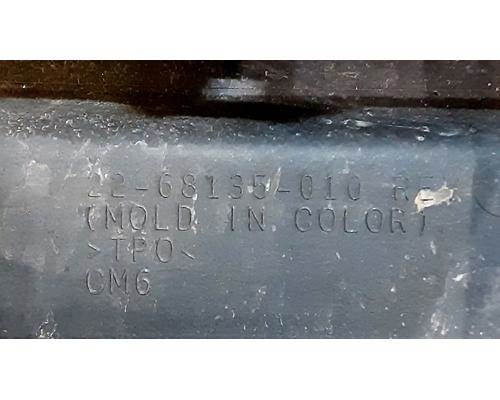 22-68135-010
(MOLD IN COLOR)
>TPO<
CM6